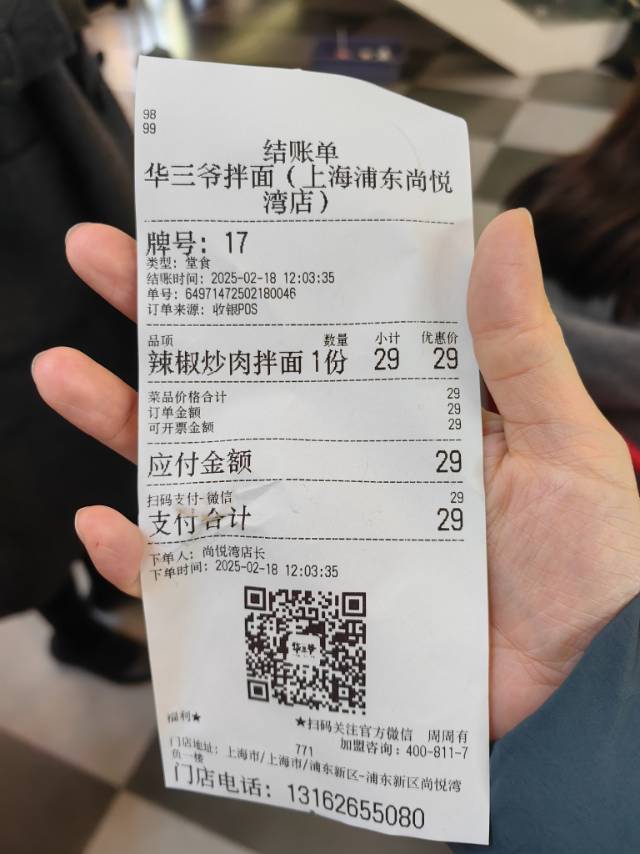 98
99
结账单
华三爷拌面（上海浦东尚悦
湾店）
牌号：17
类型：堂食
结账时间：2025-02-18 12:03:35
单号：64971472502180046
订单来源：收银POS
品项 数量 小计 优惠价
辣椒炒肉拌面 1份 29 29
菜品价格合计 29
订单金额 29
可开票金额 29
应付金额 29
扫码支付-微信 29
支付合计 29
下单人：尚悦湾店长
下单时间：2025-02-18 12:03:35
华三爷
★扫码关注官方微信 周周有
福利★
加盟咨询：400-811-7
771
门店地址：上海市/上海市/浦东新区-浦东新区尚悦湾
负一楼
门店电话：13162655080